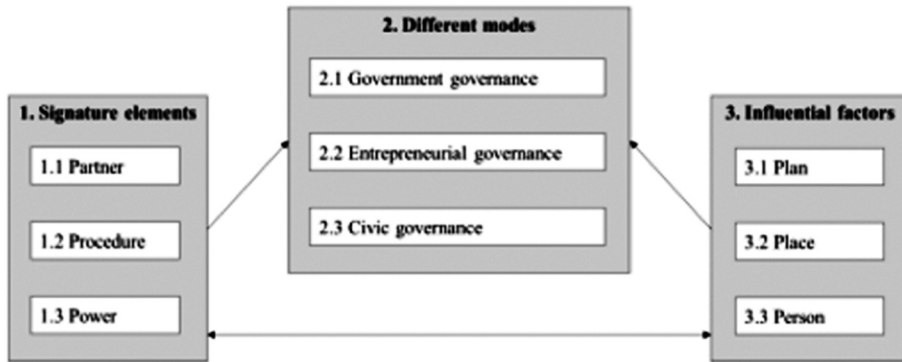 2. Different modes
2.1 Government governance
2.2 Entrepreneurial governance
2.3 Civic governance
1. Signature elements
1.1 Partner
1.2 Procedure
1.3 Power
3. Influential factors
3.1 Plan
3.2 Place
3.3 Person